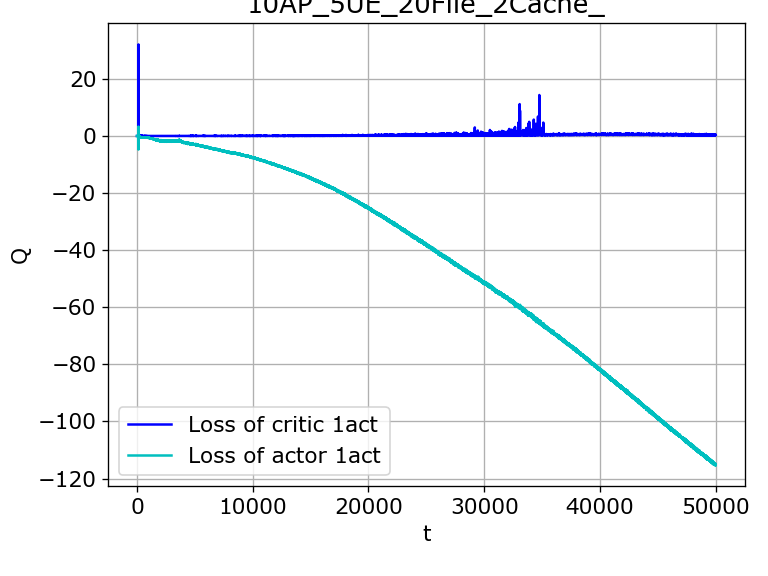 10AP_5UE_20File_2Cache_
20
0
−20
−40
−60
−80
−100
−120
Q
Loss of critic 1act
Loss of actor 1act
0 10000 20000 30000 40000 50000
t